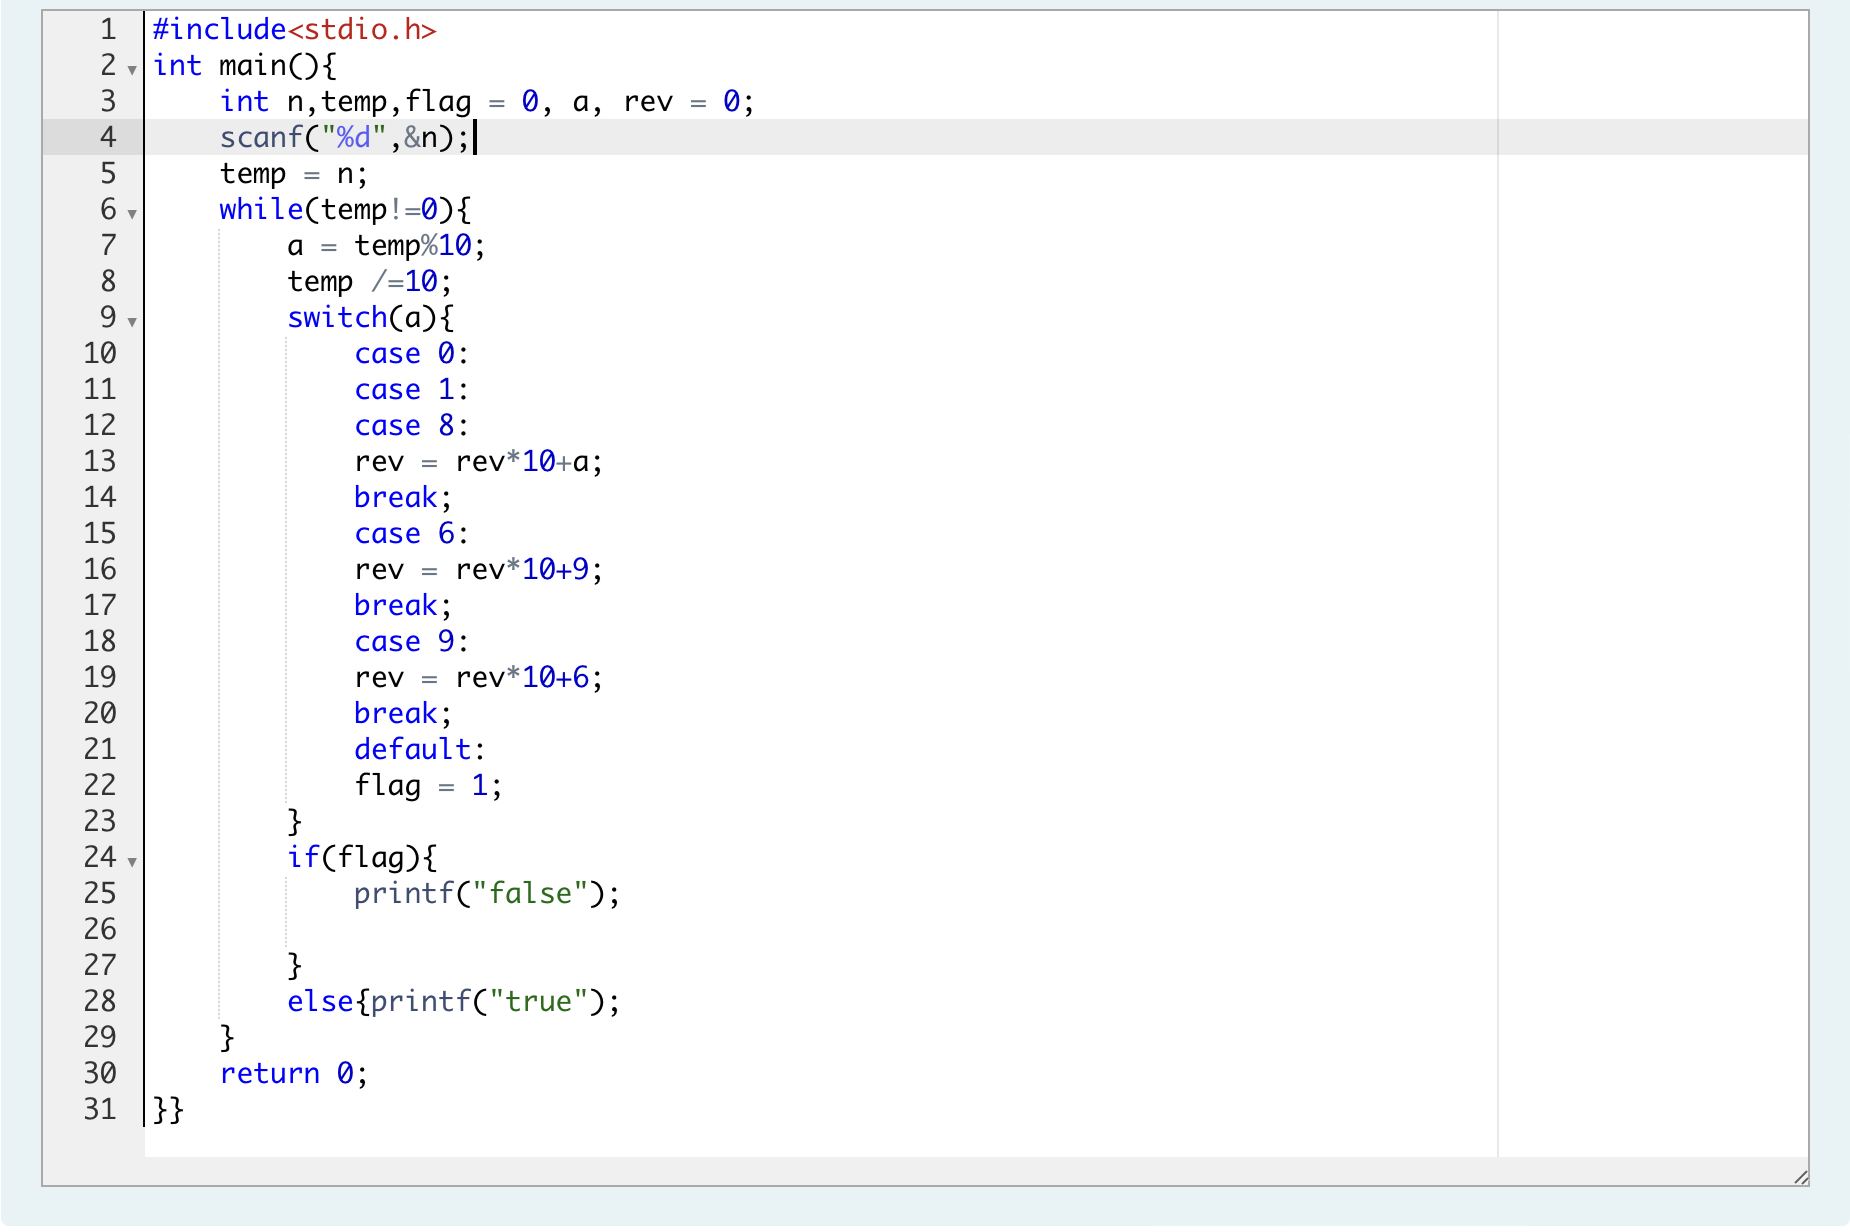 1 #include<stdio.h>
2 int main(){
3     int n,temp,flag = 0, a, rev = 0;
4     scanf("%d",&n);
5     temp = n;
6     while(temp!=0){
7         a = temp%10;
8         temp /=10;
9         switch(a){
10             case 0:
11             case 1:
12             case 8:
13             rev = rev*10+a;
14             break;
15             case 6:
16             rev = rev*10+9;
17             break;
18             case 9:
19             rev = rev*10+6;
20             break;
21             default:
22             flag = 1;
23         }
24         if(flag){
25             printf("false");
26
27         }
28         else{printf("true");
29     }
30     return 0;
31 }}